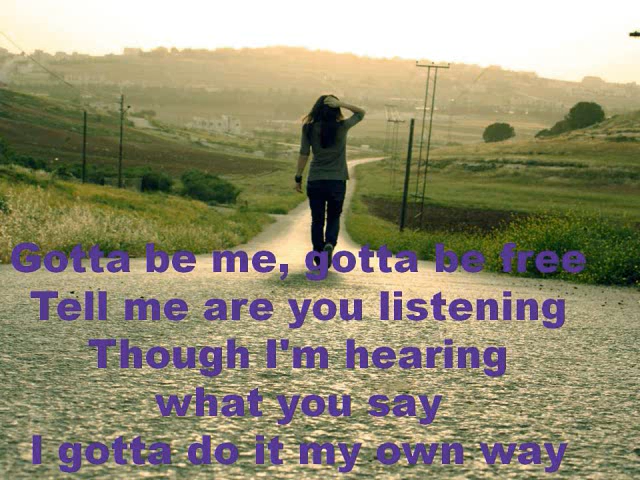 Gotta be me, gotta be free
Tell me are you listening
Though I'm hearing
what you say
I gotta do it my own way